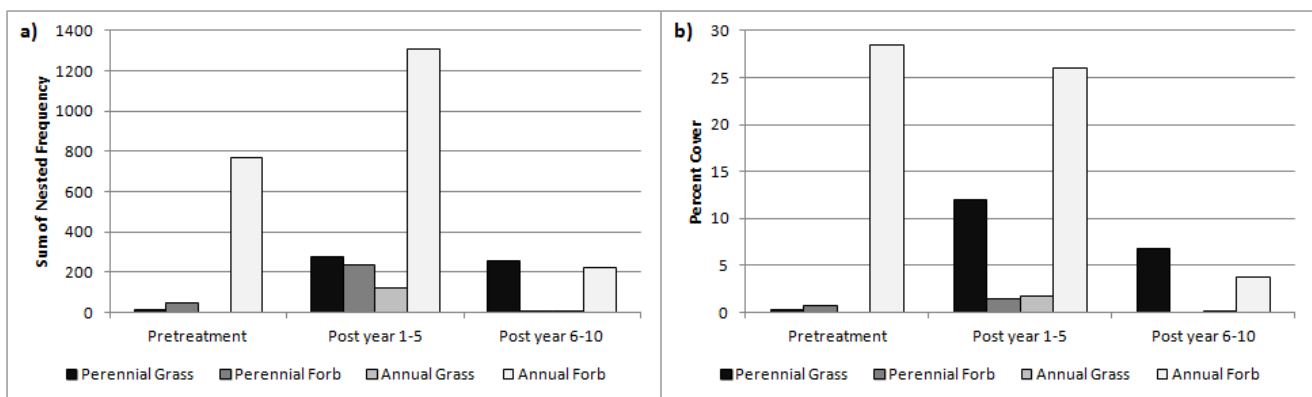 a)
Sum of Nested Frequency
1400
1200
1000
800
600
400
200
0
Pretreatment Post year 1-5 Post year 6-10
Perennial Grass Perennial Forb Annual Grass Annual Forb
b)
Percent Cover
30
25
20
15
10
5
0
Pretreatment Post year 1-5 Post year 6-10
Perennial Grass Perennial Forb Annual Grass Annual Forb